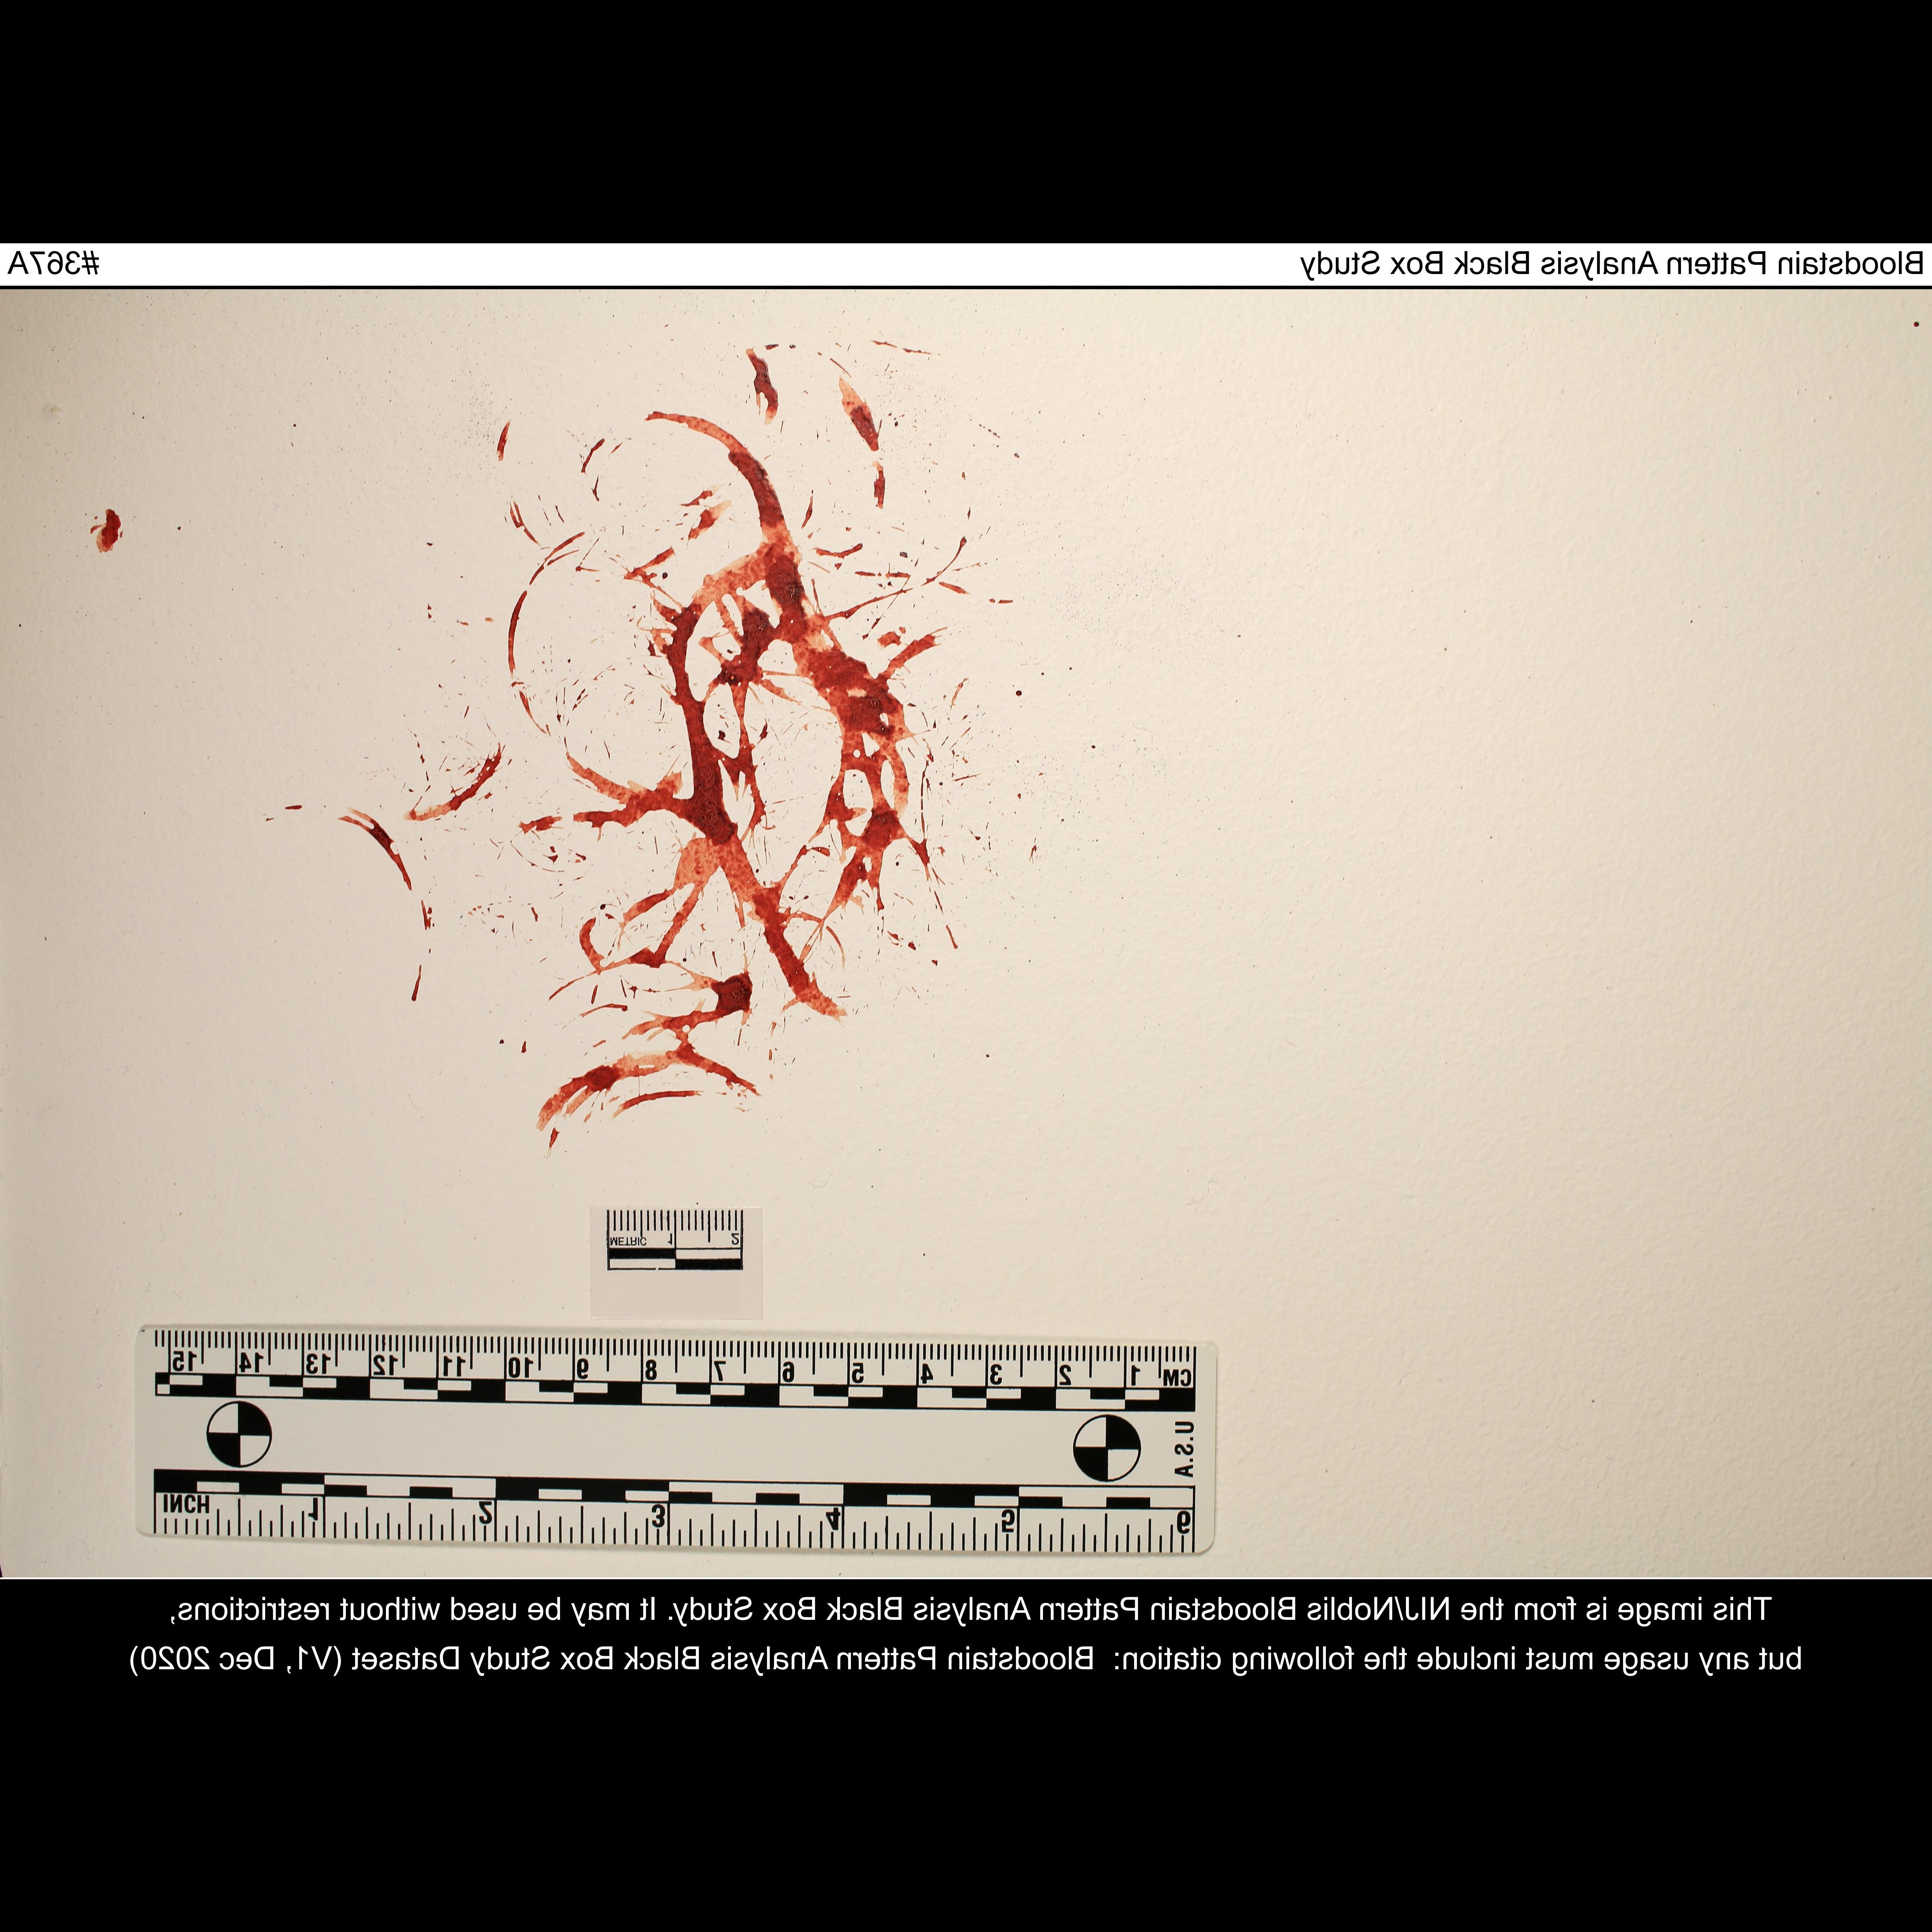 Bloodstain Pattern Analysis Black Box Study #367A
METRIC 1 2
CM 1 2 3 4 5 6 7 8 9 10 11 12 13 14 15
U.S.A.
INCH 1 2 3 4 5 6
This image is from the NIJ/Noblis Bloodstain Pattern Analysis Black Box Study. It may be used without restrictions,
but any usage must include the following citation: Bloodstain Pattern Analysis Black Box Study Dataset (V1, Dec 2020)